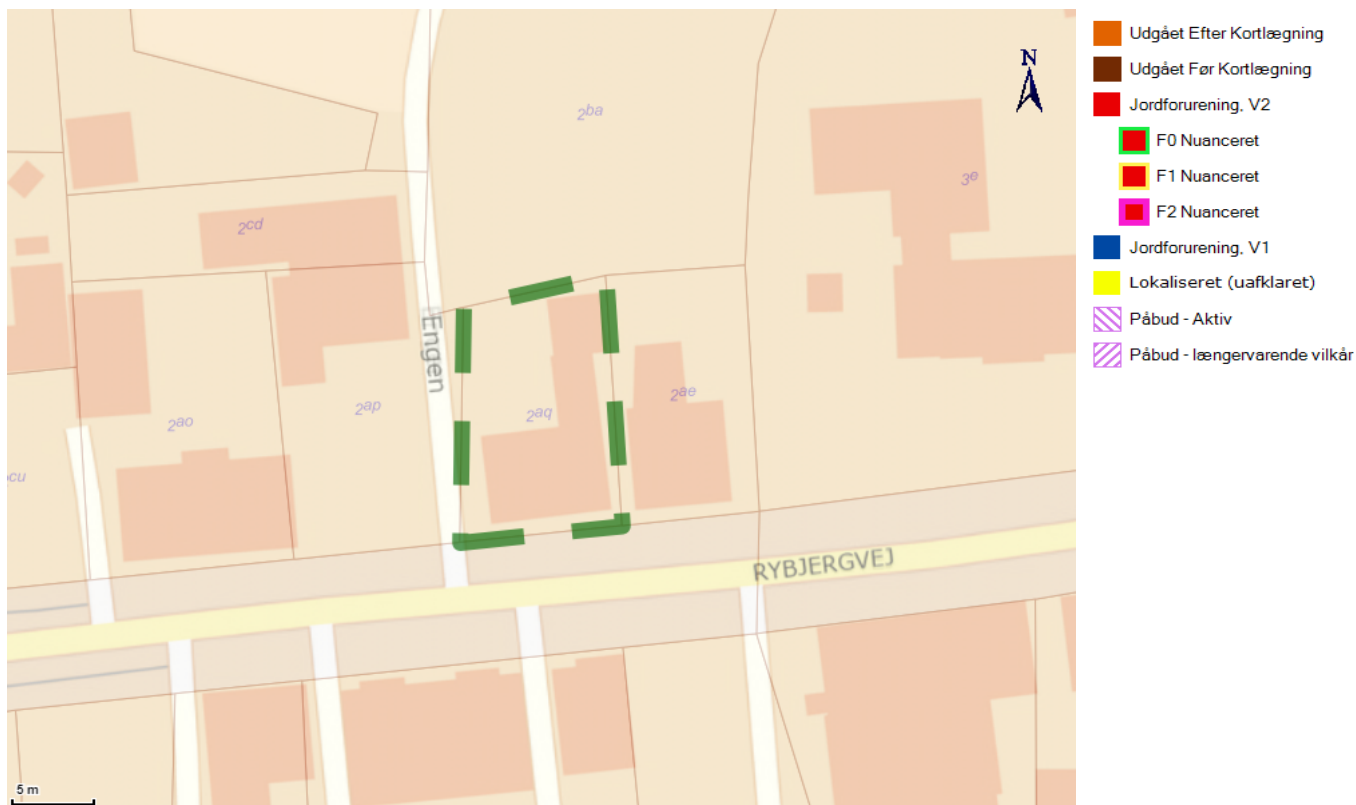 Udgået Efter Kortlægning
Udgået Før Kortlægning
Jordforurening, V2
F0 Nuanceret
F1 Nuanceret
F2 Nuanceret
Jordforurening, V1
Lokaliseret (uafklaret)
Påbud - Aktiv
Påbud - længervarende vilkår
N
2ba
3e
2cd
Engen
2ae
2ap
2aq
2ao
cu
RYBJERGVEJ
5 m